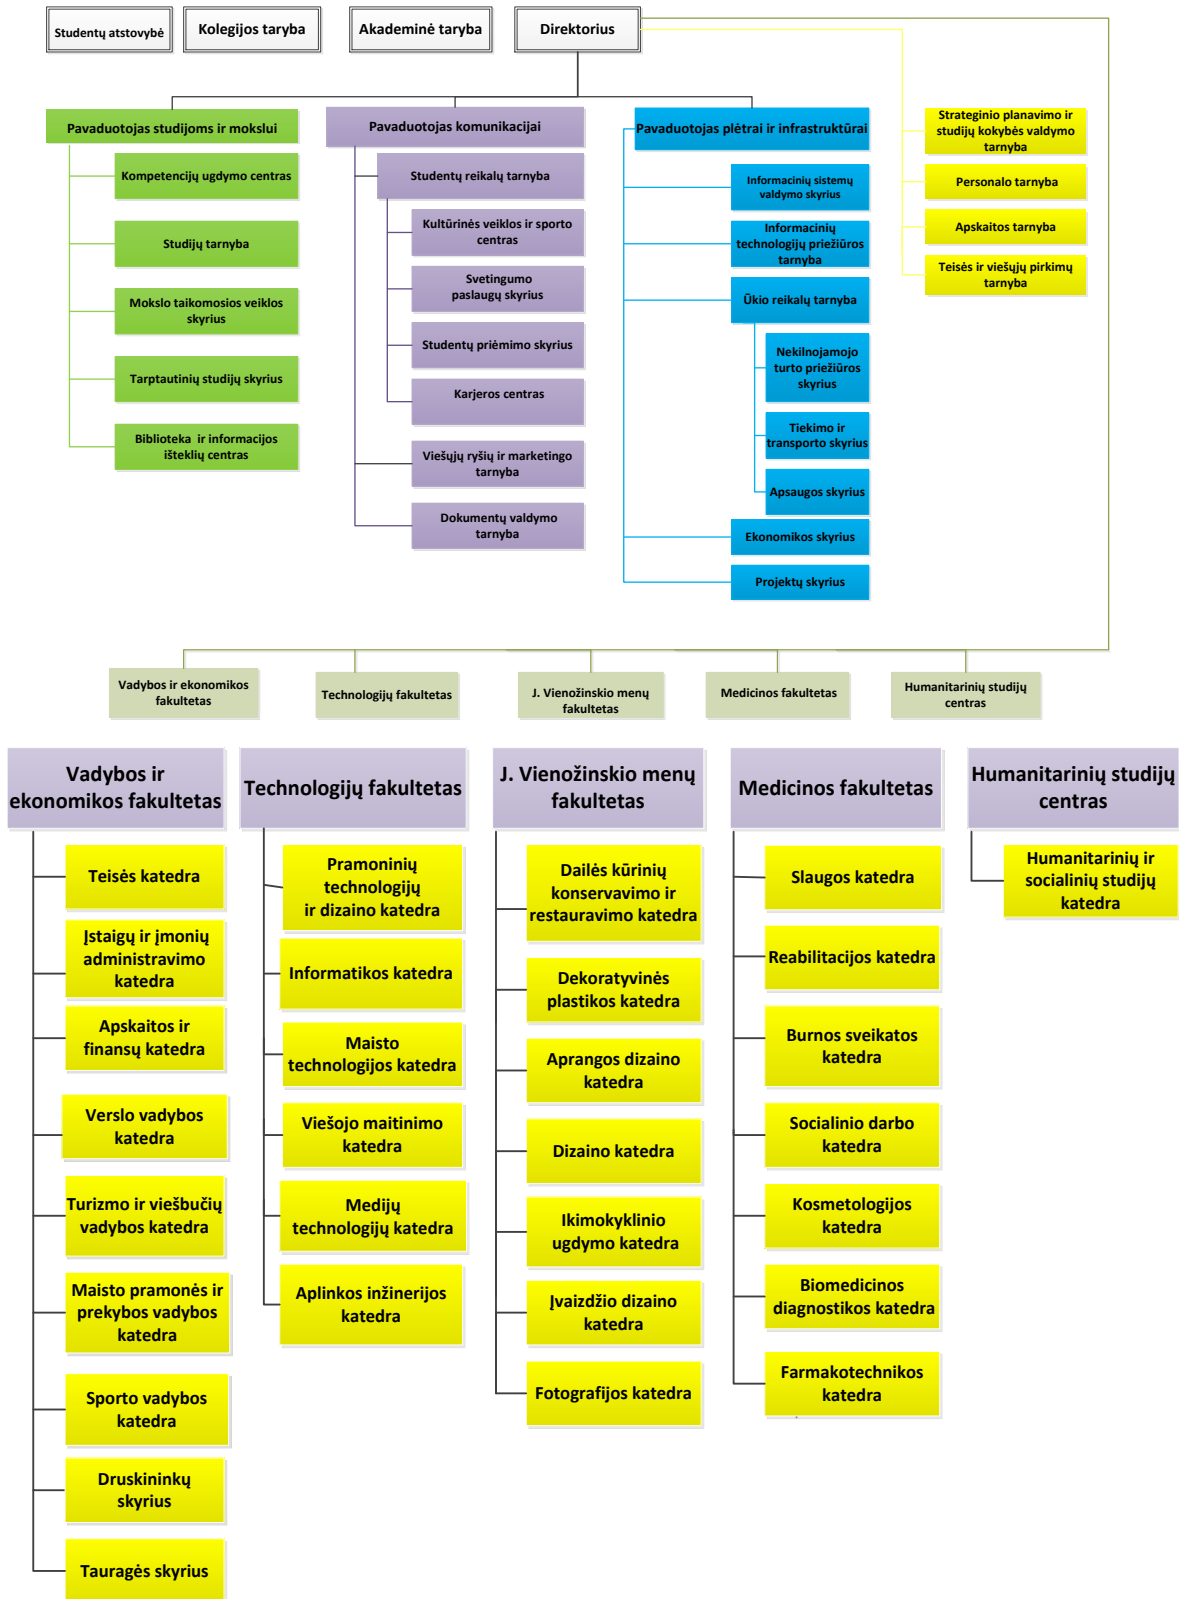 Studentų atstovybė
Kolegijos taryba
Akademinė taryba
Direktorius
Pavaduotojas studijoms ir mokslui
Kompetencijų ugdymo centras
Studijų tarnyba
Mokslo taikomosios veiklos
skyrius
Tarptautinių studijų skyrius
Biblioteka ir informacijos
išteklių centras
Pavaduotojas komunikacijai
Studentų reikalų tarnyba
Kultūrinės veiklos ir sporto
centras
Svetingumo
paslaugų skyrius
Studentų priėmimo skyrius
Karjeros centras
Viešųjų ryšių ir marketingo
tarnyba
Dokumentų valdymo
tarnyba
Pavaduotojas plėtrai ir infrastruktūrai
Informacinių sistemų
valdymo skyrius
Informacinių
technologijų priežiūros
tarnyba
Ūkio reikalų tarnyba
Nekilnojamojo
turto priežiūros
skyrius
Tiekimo ir
transporto skyrius
Apsaugos skyrius
Ekonomikos skyrius
Projektų skyrius
Strateginio planavimo ir
studijų kokybės valdymo
tarnyba
Personalo tarnyba
Apskaitos tarnyba
Teisės ir viešųjų pirkimų
tarnyba
Vadybos ir ekonomikos
fakultetas
Technologijų fakultetas
J. Vienožinskio menų
fakultetas
Medicinos fakultetas
Humanitarinių studijų
centras
Vadybos ir
ekonomikos fakultetas
Teisės katedra
Įstaigų ir įmonių
administravimo
katedra
Apskaitos ir
finansų katedra
Verslo vadybos
katedra
Turizmo ir viešbučių
vadybos katedra
Maisto pramonės ir
prekybos vadybos
katedra
Sporto vadybos
katedra
Druskininkų
skyrius
Tauragės skyrius
Technologijų fakultetas
Pramoninių
technologijų
ir dizaino katedra
Informatikos katedra
Maisto
technologijos katedra
Viešojo maitinimo
katedra
Medijų
technologijų katedra
Aplinkos inžinerijos
katedra
J. Vienožinskio menų
fakultetas
Dailės kūrinių
konservavimo ir
restauravimo katedra
Dekoratyvinės
plastikos katedra
Aprangos dizaino
katedra
Dizaino katedra
Ikimokyklinio
ugdymo katedra
Įvaizdžio dizaino
katedra
Fotografijos katedra
Medicinos fakultetas
Slaugos katedra
Reabilitacijos katedra
Burnos sveikatos
katedra
Socialinio darbo
katedra
Kosmetologijos
katedra
Biomedicinos
diagnostikos katedra
Farmakotechnikos
katedra
Humanitarinių studijų
centras
Humanitarinių ir
socialinių studijų
katedra